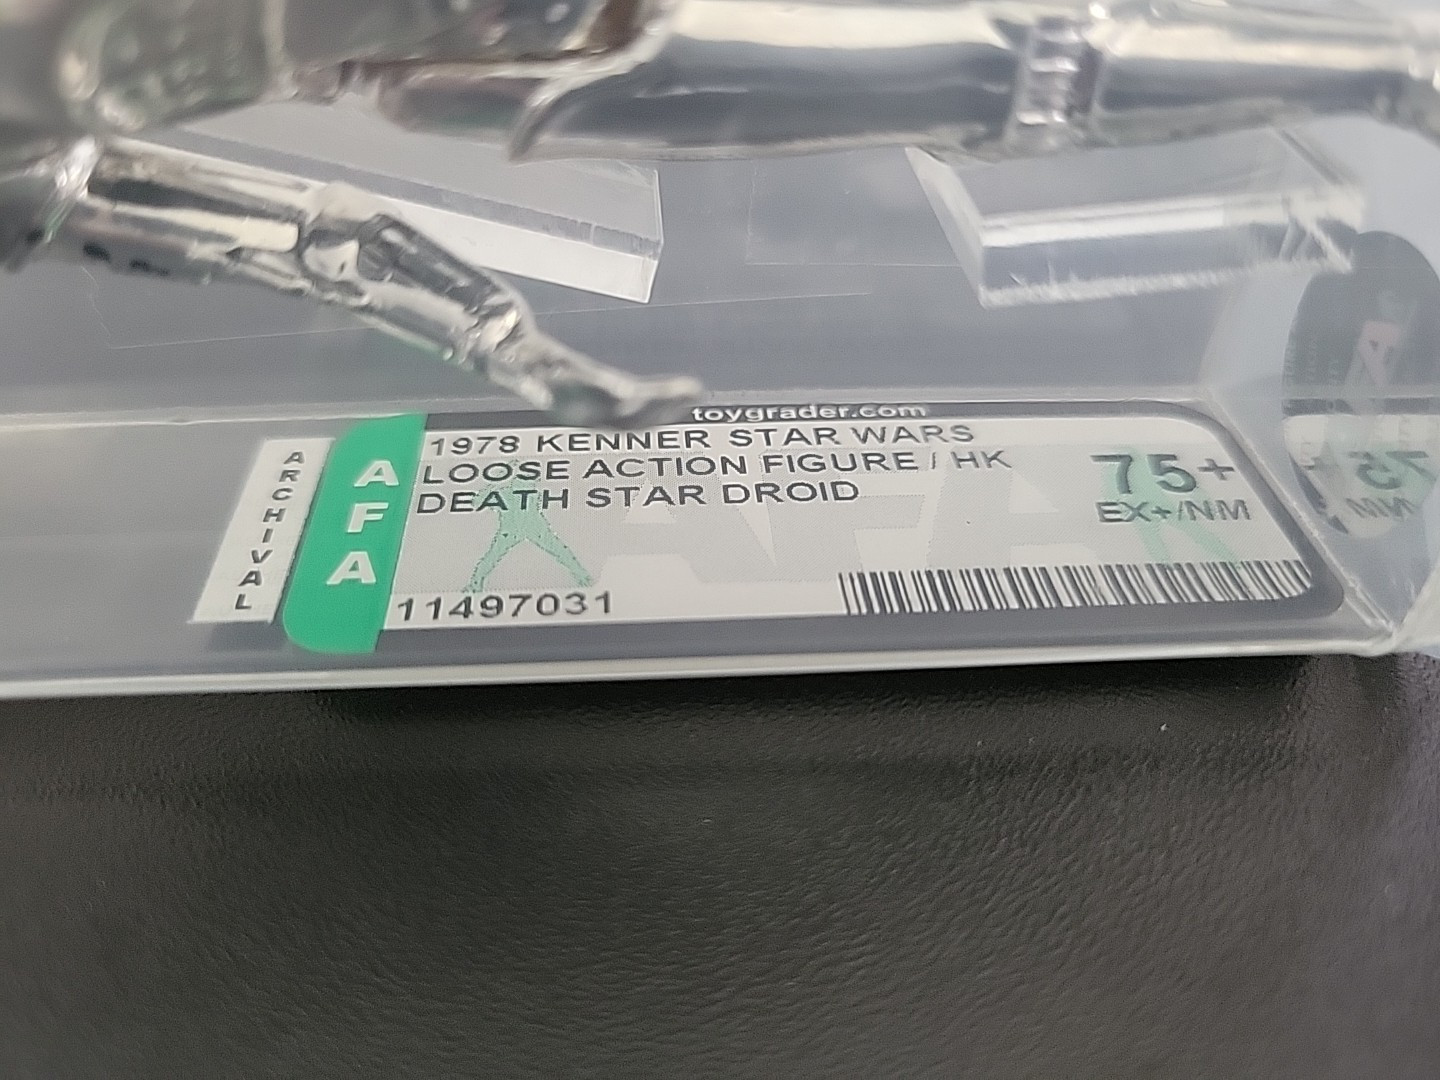 toygrader.com
ARCHIVAL
AFA
1978 KENNER STAR WARS
LOOSE ACTION FIGURE / HK
DEATH STAR DROID
75+
EX+/NM
11497031